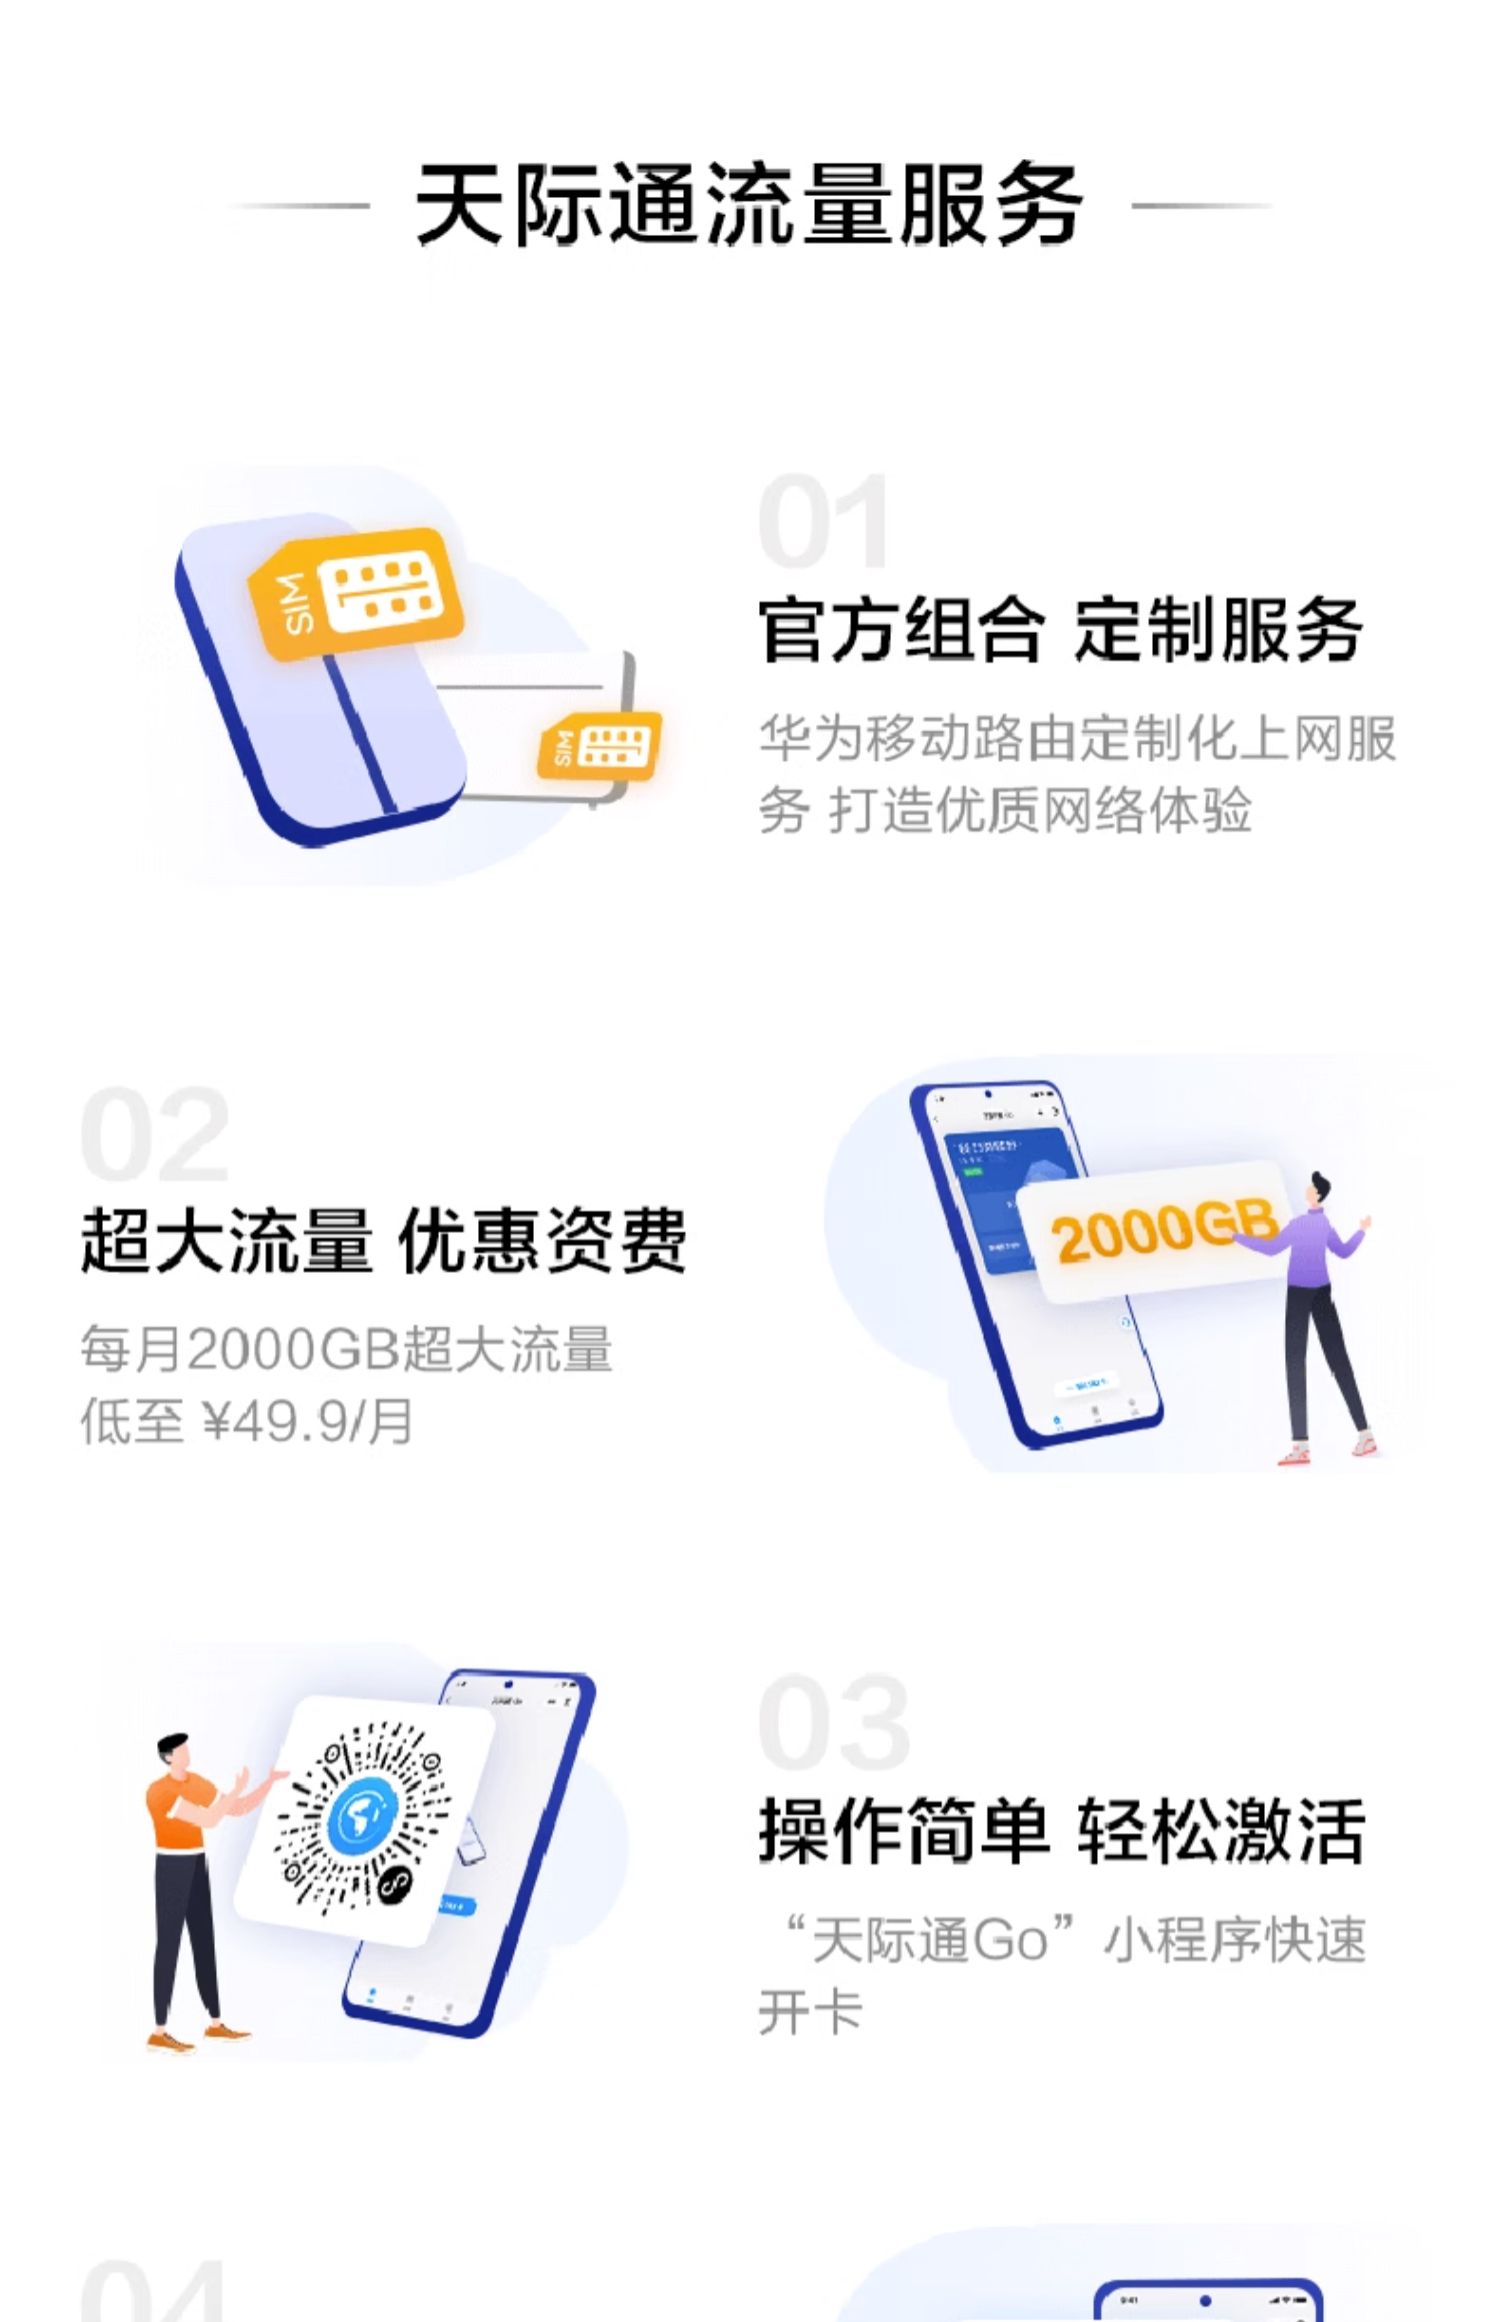 天际通流量服务
SIM
SIM
01
官方组合 定制服务
华为移动路由定制化上网服
务 打造优质网络体验
02
超大流量 优惠资费
每月2000GB超大流量
低至 ¥49.9/月
2000GB
03
操作简单 轻松激活
“天际通Go”小程序快速
开卡
04
9:41